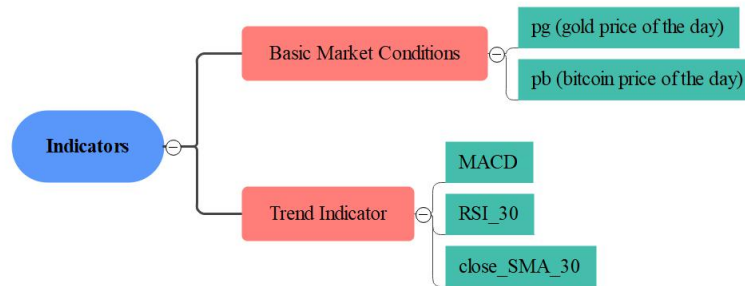 Indicators
Basic Market Conditions
pg (gold price of the day)
pb (bitcoin price of the day)
Trend Indicator
MACD
RSI_30
close_SMA_30